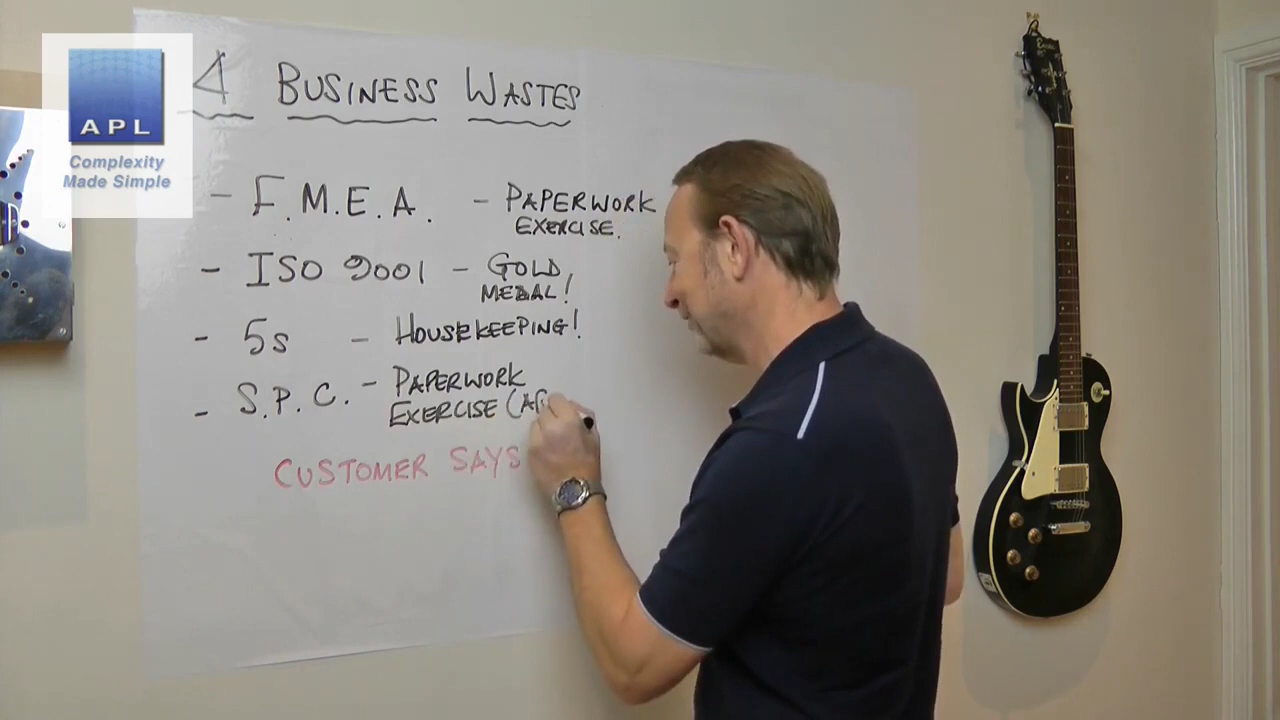 APL
Complexity
Made Simple
4 BUSINESS WASTES
- F.M.E.A. - PAPERWORK
EXERCISE.
- ISO 9001 - GOLD
MEDAL!
- 5s - HOUSEKEEPING!
- S.P.C. - PAPERWORK
EXERCISE
CUSTOMER SAYS